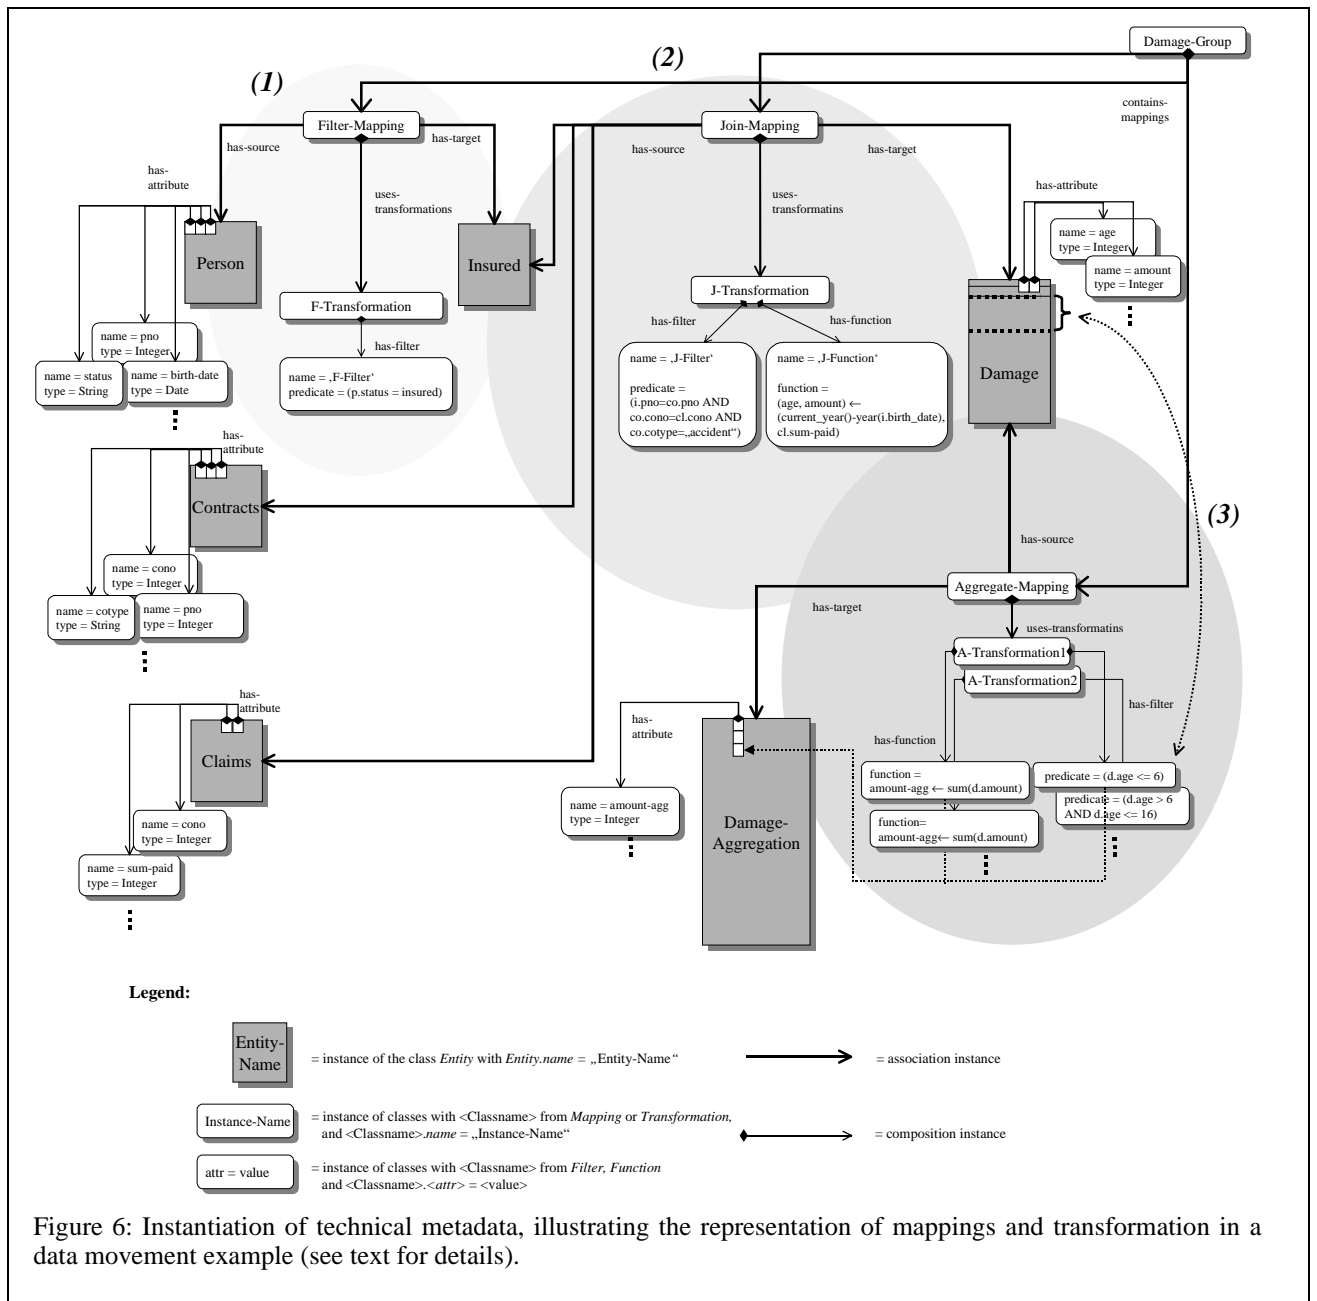 Damage-Group
(2)
(1)
contains-
mappings
Filter-Mapping
has-target
has-source
Join-Mapping
has-source
has-target
has-
attribute
uses-
transformations
uses-
transformatins
has-attribute
name = age
type = Integer
name = amount
type = Integer
Person
Insured
F-Transformation
J-Transformation
has-filter
has-function
has-filter
name = pno
type = Integer
name = status
type = String
name = birth-date
type = Date
name = ‚F-Filter‘
predicate = (p.status = insured)
name = ‚J-Filter‘
predicate =
(i.pno=co.pno AND
co.cono=cl.cono AND
co.cotype=„accident“)
name = ‚J-Function‘
function =
(age, amount) ←
(current_year()-year(i.birth_date),
cl.sum-paid)
Damage
has-
attribute
Contracts
(3)
has-source
name = cono
type = Integer
name = cotype
type = String
name = pno
type = Integer
Aggregate-Mapping
has-target
uses-transformatins
A-Transformation1
A-Transformation2
has-filter
has-function
has-
attribute
Claims
has-
attribute
name = cono
type = Integer
name = sum-paid
type = Integer
name = amount-agg
type = Integer
Damage-
Aggregation
function =
amount-agg ← sum(d.amount)
function=
amount-agg← sum(d.amount)
predicate = (d.age <= 6)
predicate = (d.age > 6
AND d.age <= 16)
Legend:
Entity-
Name
= instance of the class Entity with Entity.name = „Entity-Name“
= association instance
Instance-Name
= instance of classes with <Classname> from Mapping or Transformation,
and <Classname>.name = „Instance-Name“
= composition instance
attr = value
= instance of classes with <Classname> from Filter, Function
and <Classname>.<attr> = <value>
Figure 6: Instantiation of technical metadata, illustrating the representation of mappings and transformation in a
data movement example (see text for details).